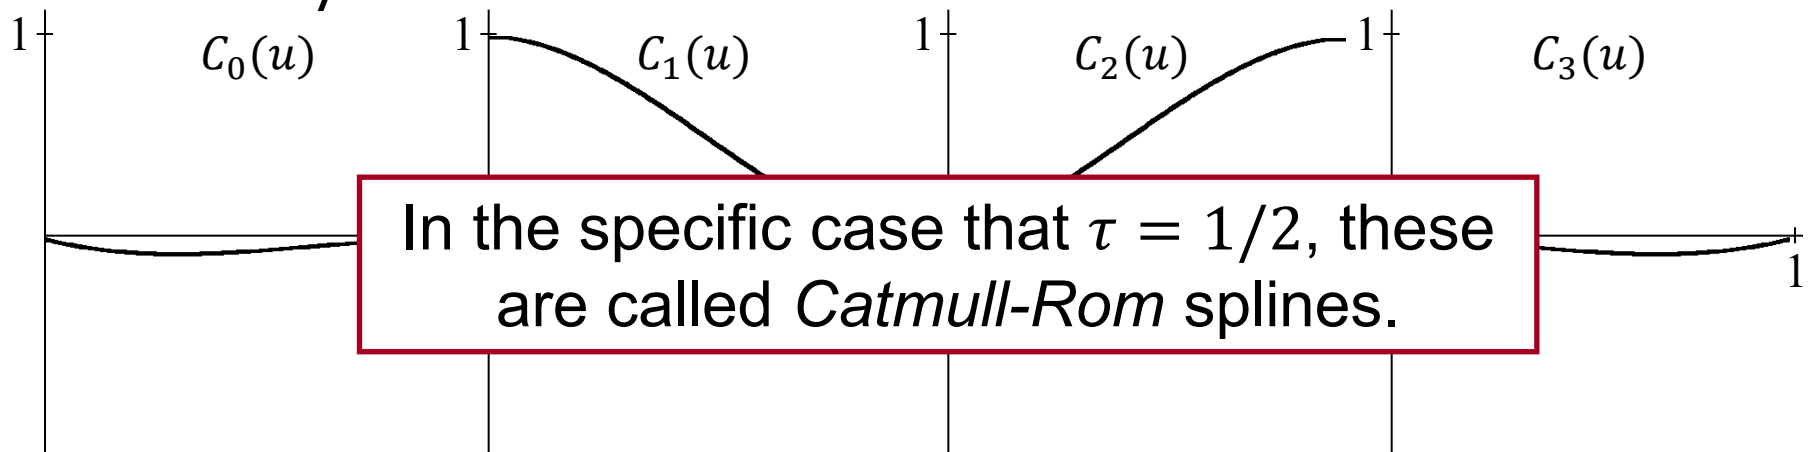 1 C₀(u) 1 C₁(u) 1 C₂(u) 1 C₃(u)
In the specific case that τ = 1/2, these
are called Catmull-Rom splines.
1